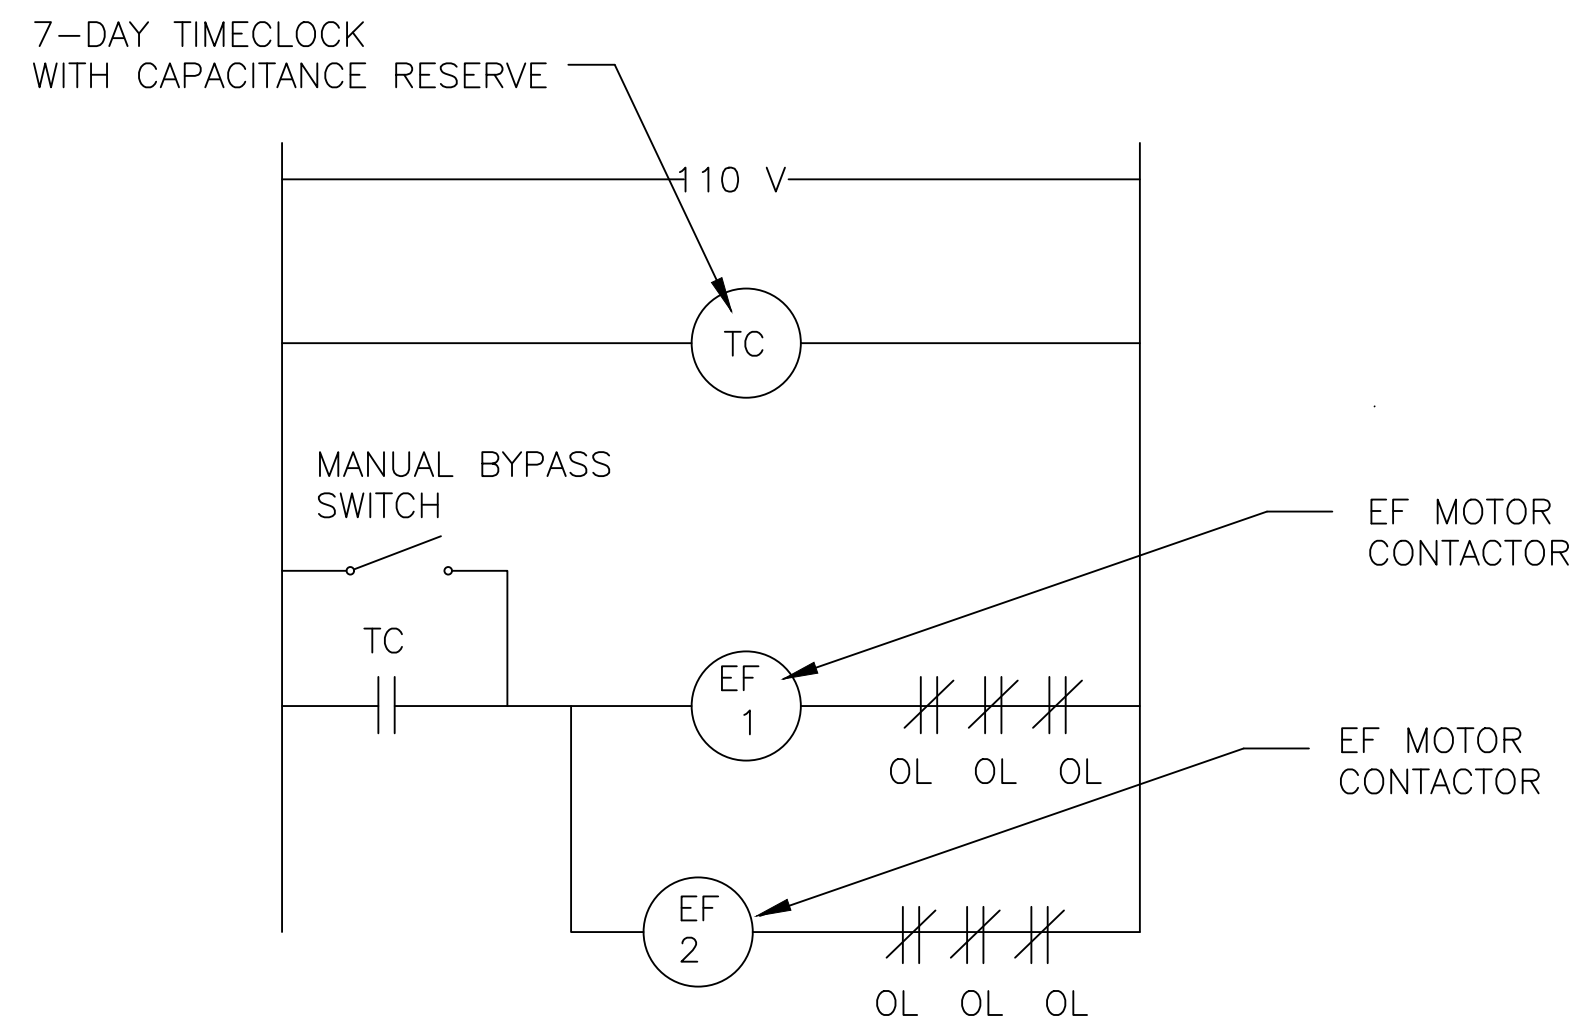 7-DAY TIMECLOCK
WITH CAPACITANCE RESERVE
110 V
TC
MANUAL BYPASS
SWITCH
EF MOTOR
CONTACTOR
TC
EF
1
OL OL OL
EF MOTOR
CONTACTOR
EF
2
OL OL OL